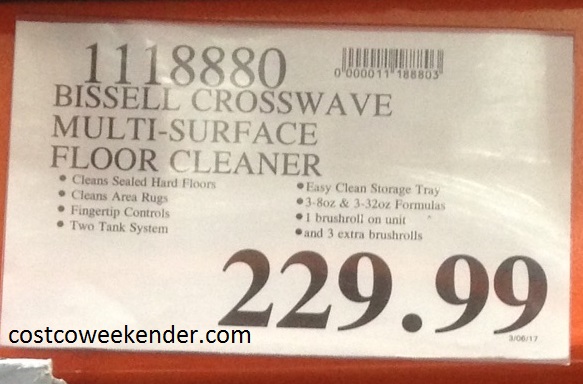 1118880
0 000011 188803
BISSELL CROSSWAVE
MULTI-SURFACE
FLOOR CLEANER
• Cleans Sealed Hard Floors
• Cleans Area Rugs
• Fingertip Controls
• Two Tank System
•Easy Clean Storage Tray
•3-8oz & 3-32oz Formulas
•1 brushroll on unit
•and 3 extra brushrolls
229.99
3/06/17
costcoweekender.com